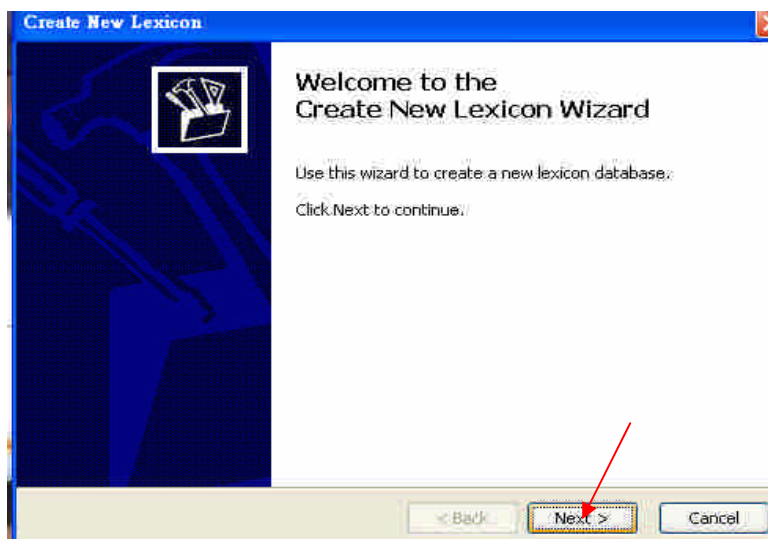 Create New Lexicon
Welcome to the
Create New Lexicon Wizard
Use this wizard to create a new lexicon database.
Click Next to continue.
< Back
Next >
Cancel